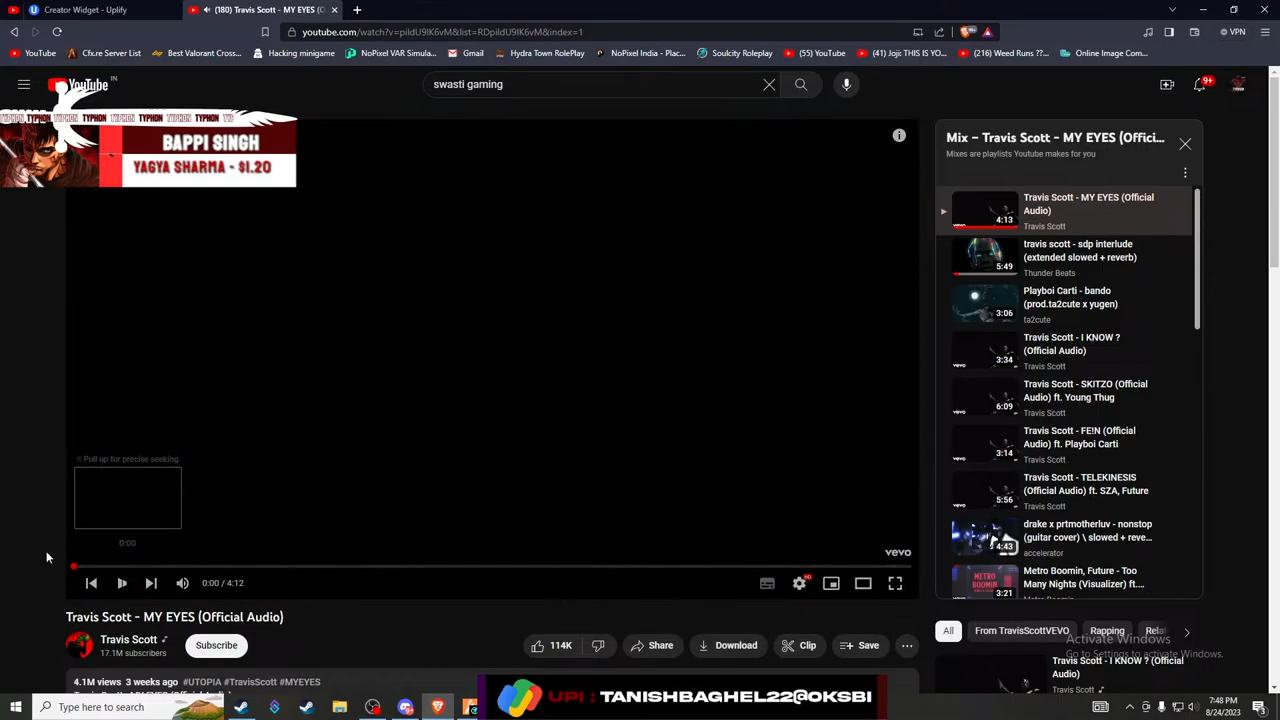 Creator Widget - Uplify
(180) Travis Scott - MY EYES (
youtube.com/watch?v=pildU9IK6vM&list=RDpildU9IK6vM&index=1
VPN
YouTube
Cfx.re Server List
Best Valorant Cross...
Hacking minigame
NoPixel VAR Simula...
Gmail
Hydra Town RolePlay
NoPixel India - Plac...
Sickcity Roleplay
(55) YouTube
(41) Joji: THIS IS YO...
(216) Weed Runs ??...
Online Image Com...
YouTube IN
swasti gaming
9+
TYPHON TYPHON TYPHON TYPHON TYPHON TYPHON TYP
BAPPI SINGH
YAGYA SHARMA - $1.20
Pull up for precise seeking
0:00
vevo
0:00 / 4:12
HD
Travis Scott - MY EYES (Official Audio)
Travis Scott
17.1M subscribers
Subscribe
114K
Share
Download
Clip
Save
4.1M views 3 weeks ago #UTOPIA #TravisScott #MYEYES
Mix – Travis Scott - MY EYES (Offici...
Mixes are playlists Youtube makes for you
Travis Scott - MY EYES (Official
Audio)
Travis Scott
4:13
travis scott - sdp interlude
(extended slowed + reverb)
Thunder Beats
5:49
Playboi Carti - bando
(prod.ta2cute x yugen)
ta2cute
3:06
Travis Scott - I KNOW ?
(Official Audio)
Travis Scott
3:34
Travis Scott - SKITZO (Official
Audio) ft. Young Thug
Travis Scott
6:09
Travis Scott - FE!N (Official
Audio) ft. Playboi Carti
Travis Scott
3:14
Travis Scott - TELEKINESIS
(Official Audio) ft. SZA, Future
Travis Scott
5:56
drake x prtmotherluv - nonstop
(guitar cover) \ slowed + reve...
accelerator
4:43
Metro Boomin, Future - Too
Many Nights (Visualizer) ft....
METRO
BOOMIN
3:21
All
From TravisScottVEVO
Rapping
Rela
Activate Windows
Go to Settings to activate Windows.
Travis Scott - I KNOW ?
(Official Audio)
Travis Scott
Type here to search
UPI : TANISHBAGHEL22@OKSBI
7:48 PM
8/24/2023